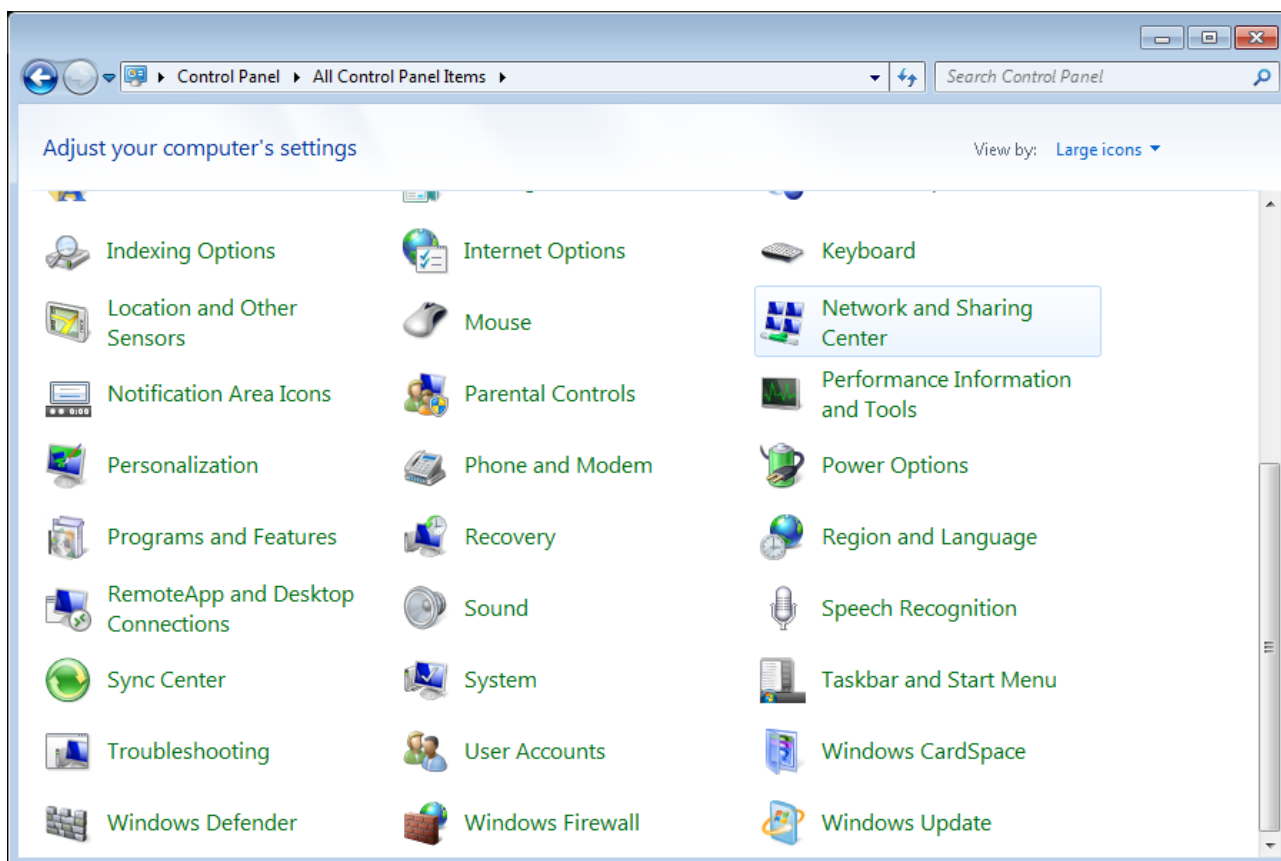 Control Panel
All Control Panel Items
Search Control Panel
Adjust your computer's settings
View by: Large icons
Indexing Options
Internet Options
Keyboard
Location and Other
Sensors
Mouse
Network and Sharing
Center
Notification Area Icons
Parental Controls
Performance Information
and Tools
Personalization
Phone and Modem
Power Options
Programs and Features
Recovery
Region and Language
RemoteApp and Desktop
Connections
Sound
Speech Recognition
Sync Center
System
Taskbar and Start Menu
Troubleshooting
User Accounts
Windows CardSpace
Windows Defender
Windows Firewall
Windows Update